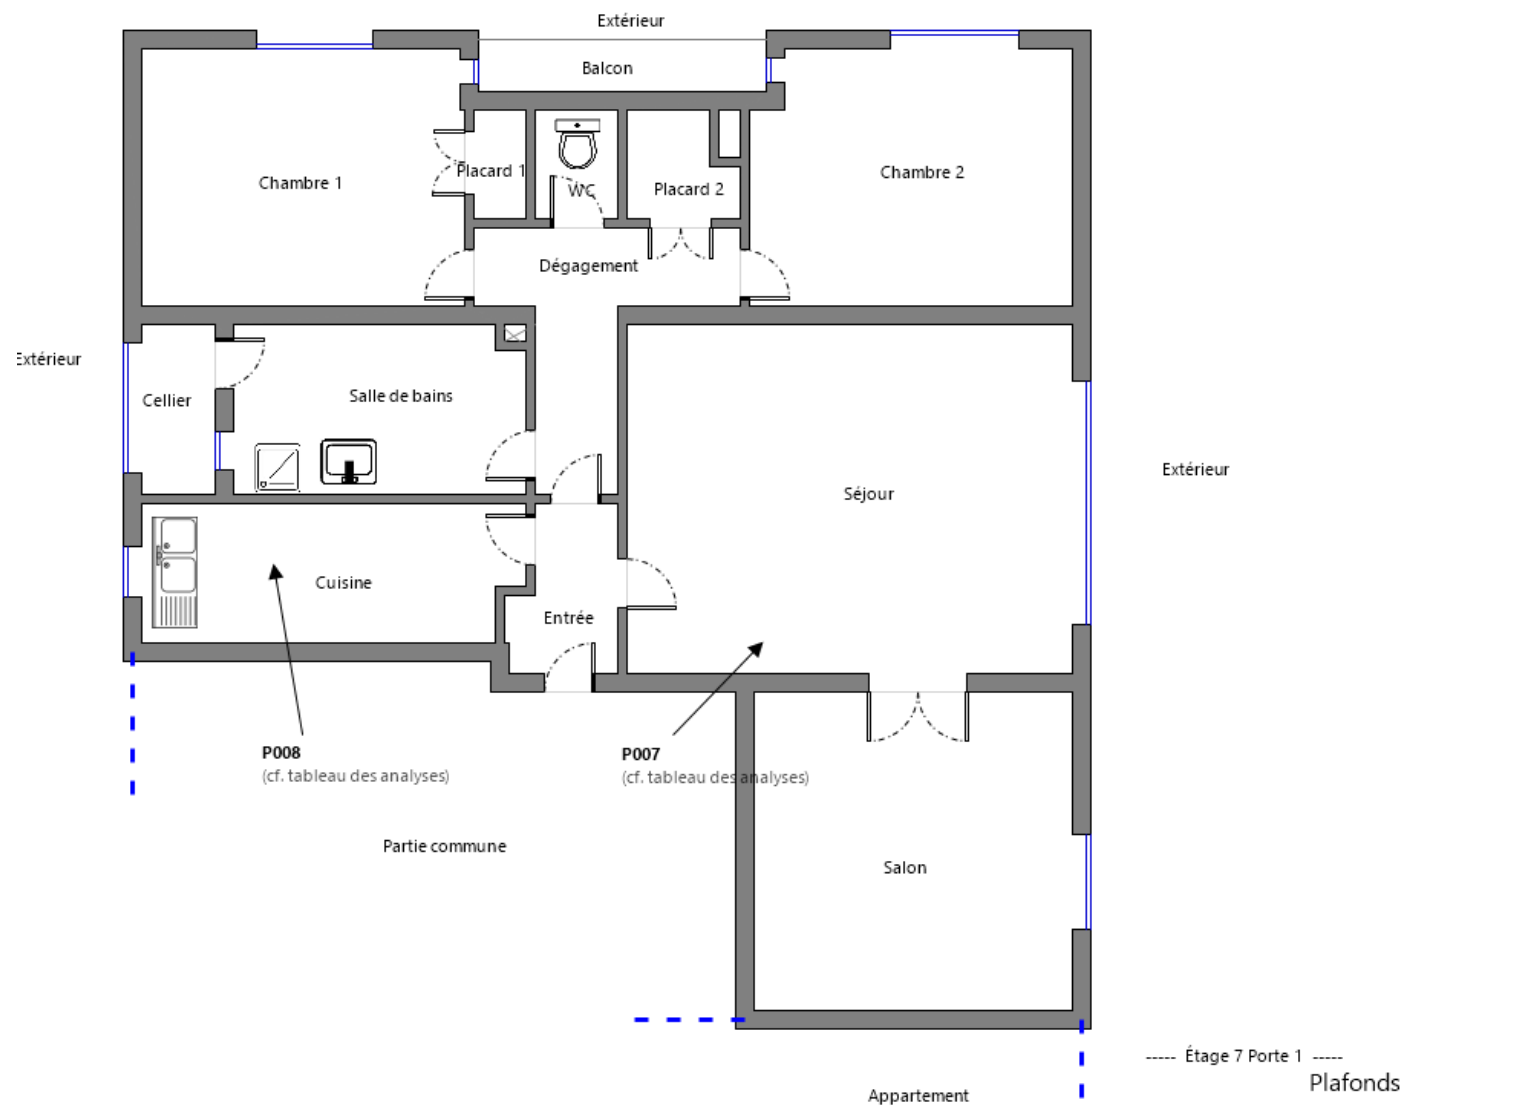 Extérieur
Balcon
Chambre 1
Placard 1
WC
Placard 2
Chambre 2
Dégagement
Extérieur
Cellier
Salle de bains
Extérieur
Séjour
Cuisine
Entrée
P008
(cf. tableau des analyses)
P007
(cf. tableau des analyses)
Partie commune
Salon
----- Étage 7 Porte 1 -----
Plafonds
Appartement